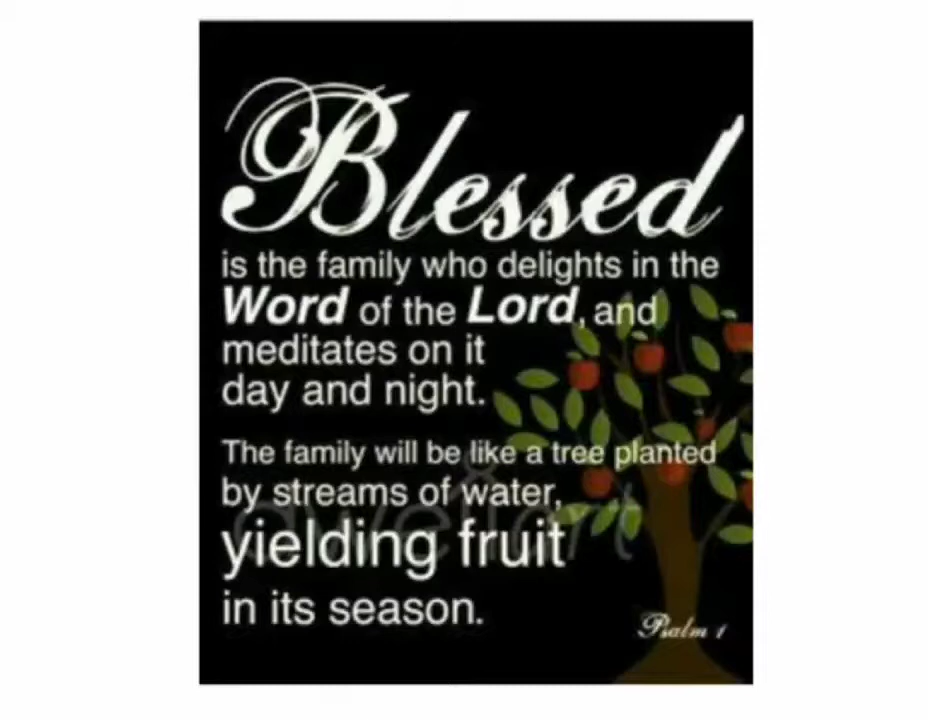 Blessed
is the family who delights in the
Word of the Lord, and
meditates on it
day and night.
The family will be like a tree planted
by streams of water,
yielding fruit
in its season.
Psalm 1